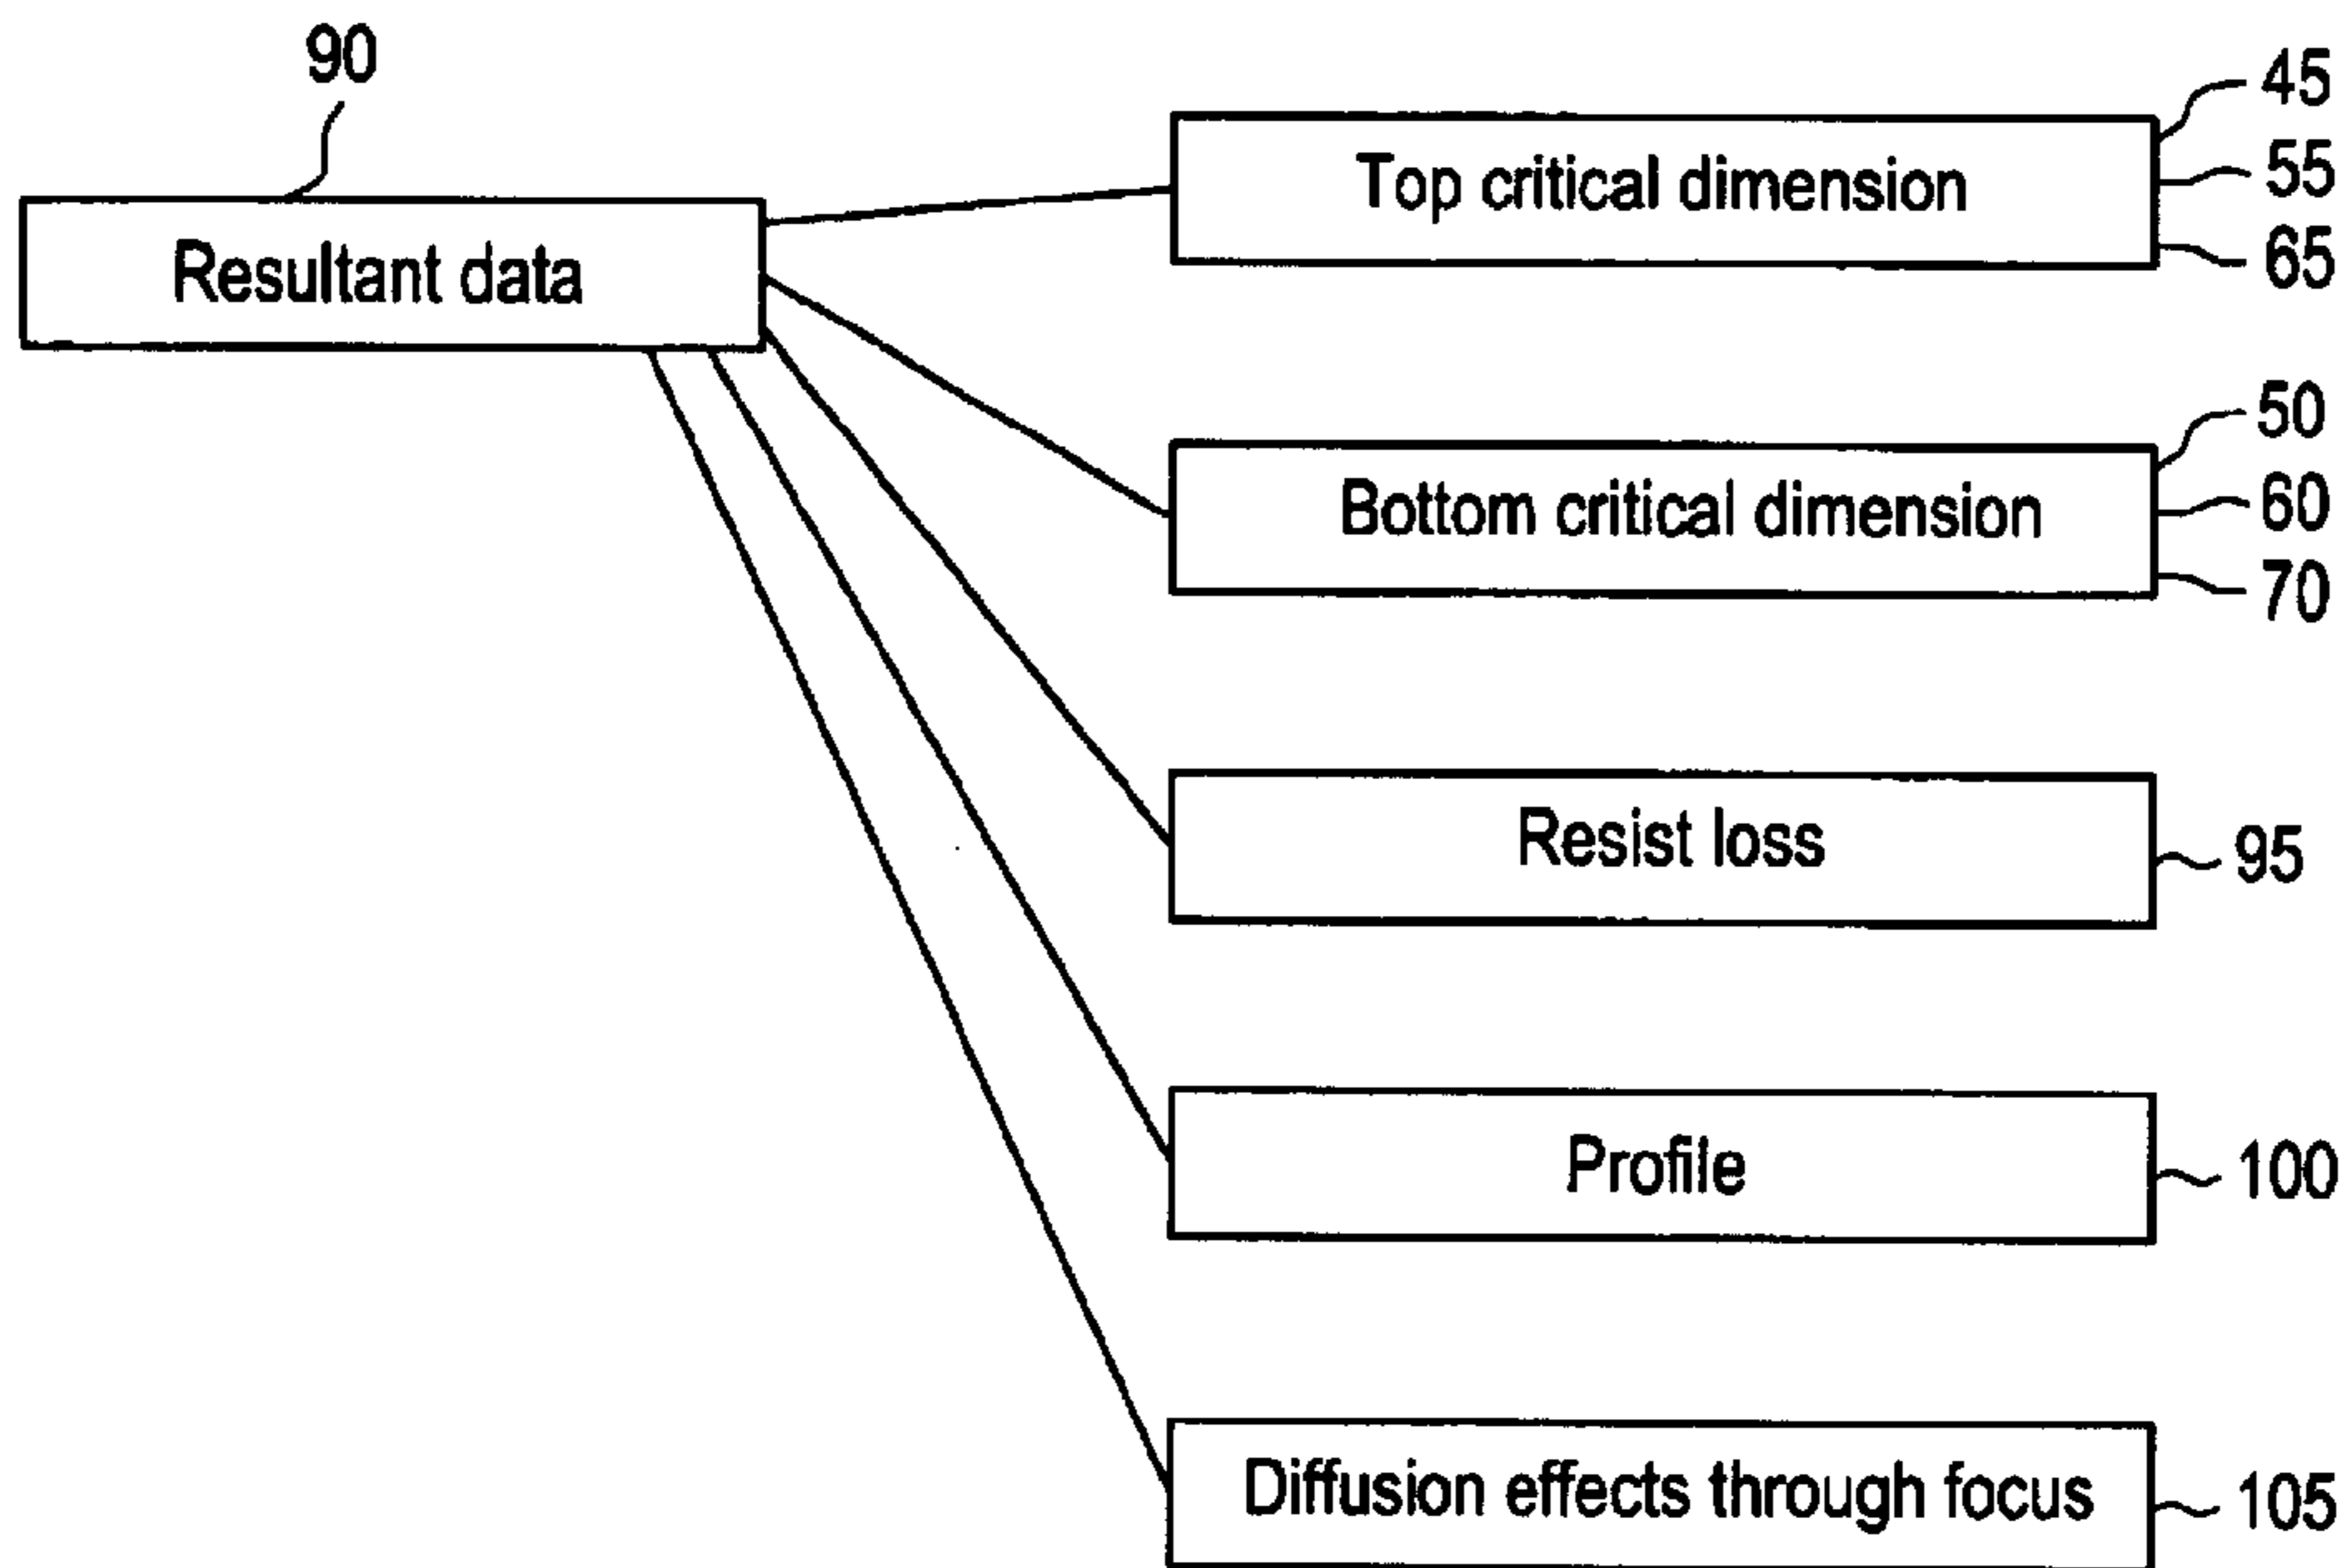 90
Resultant data
Top critical dimension
45
55
65
Bottom critical dimension
50
60
70
Resist loss
95
Profile
100
Diffusion effects through focus
105